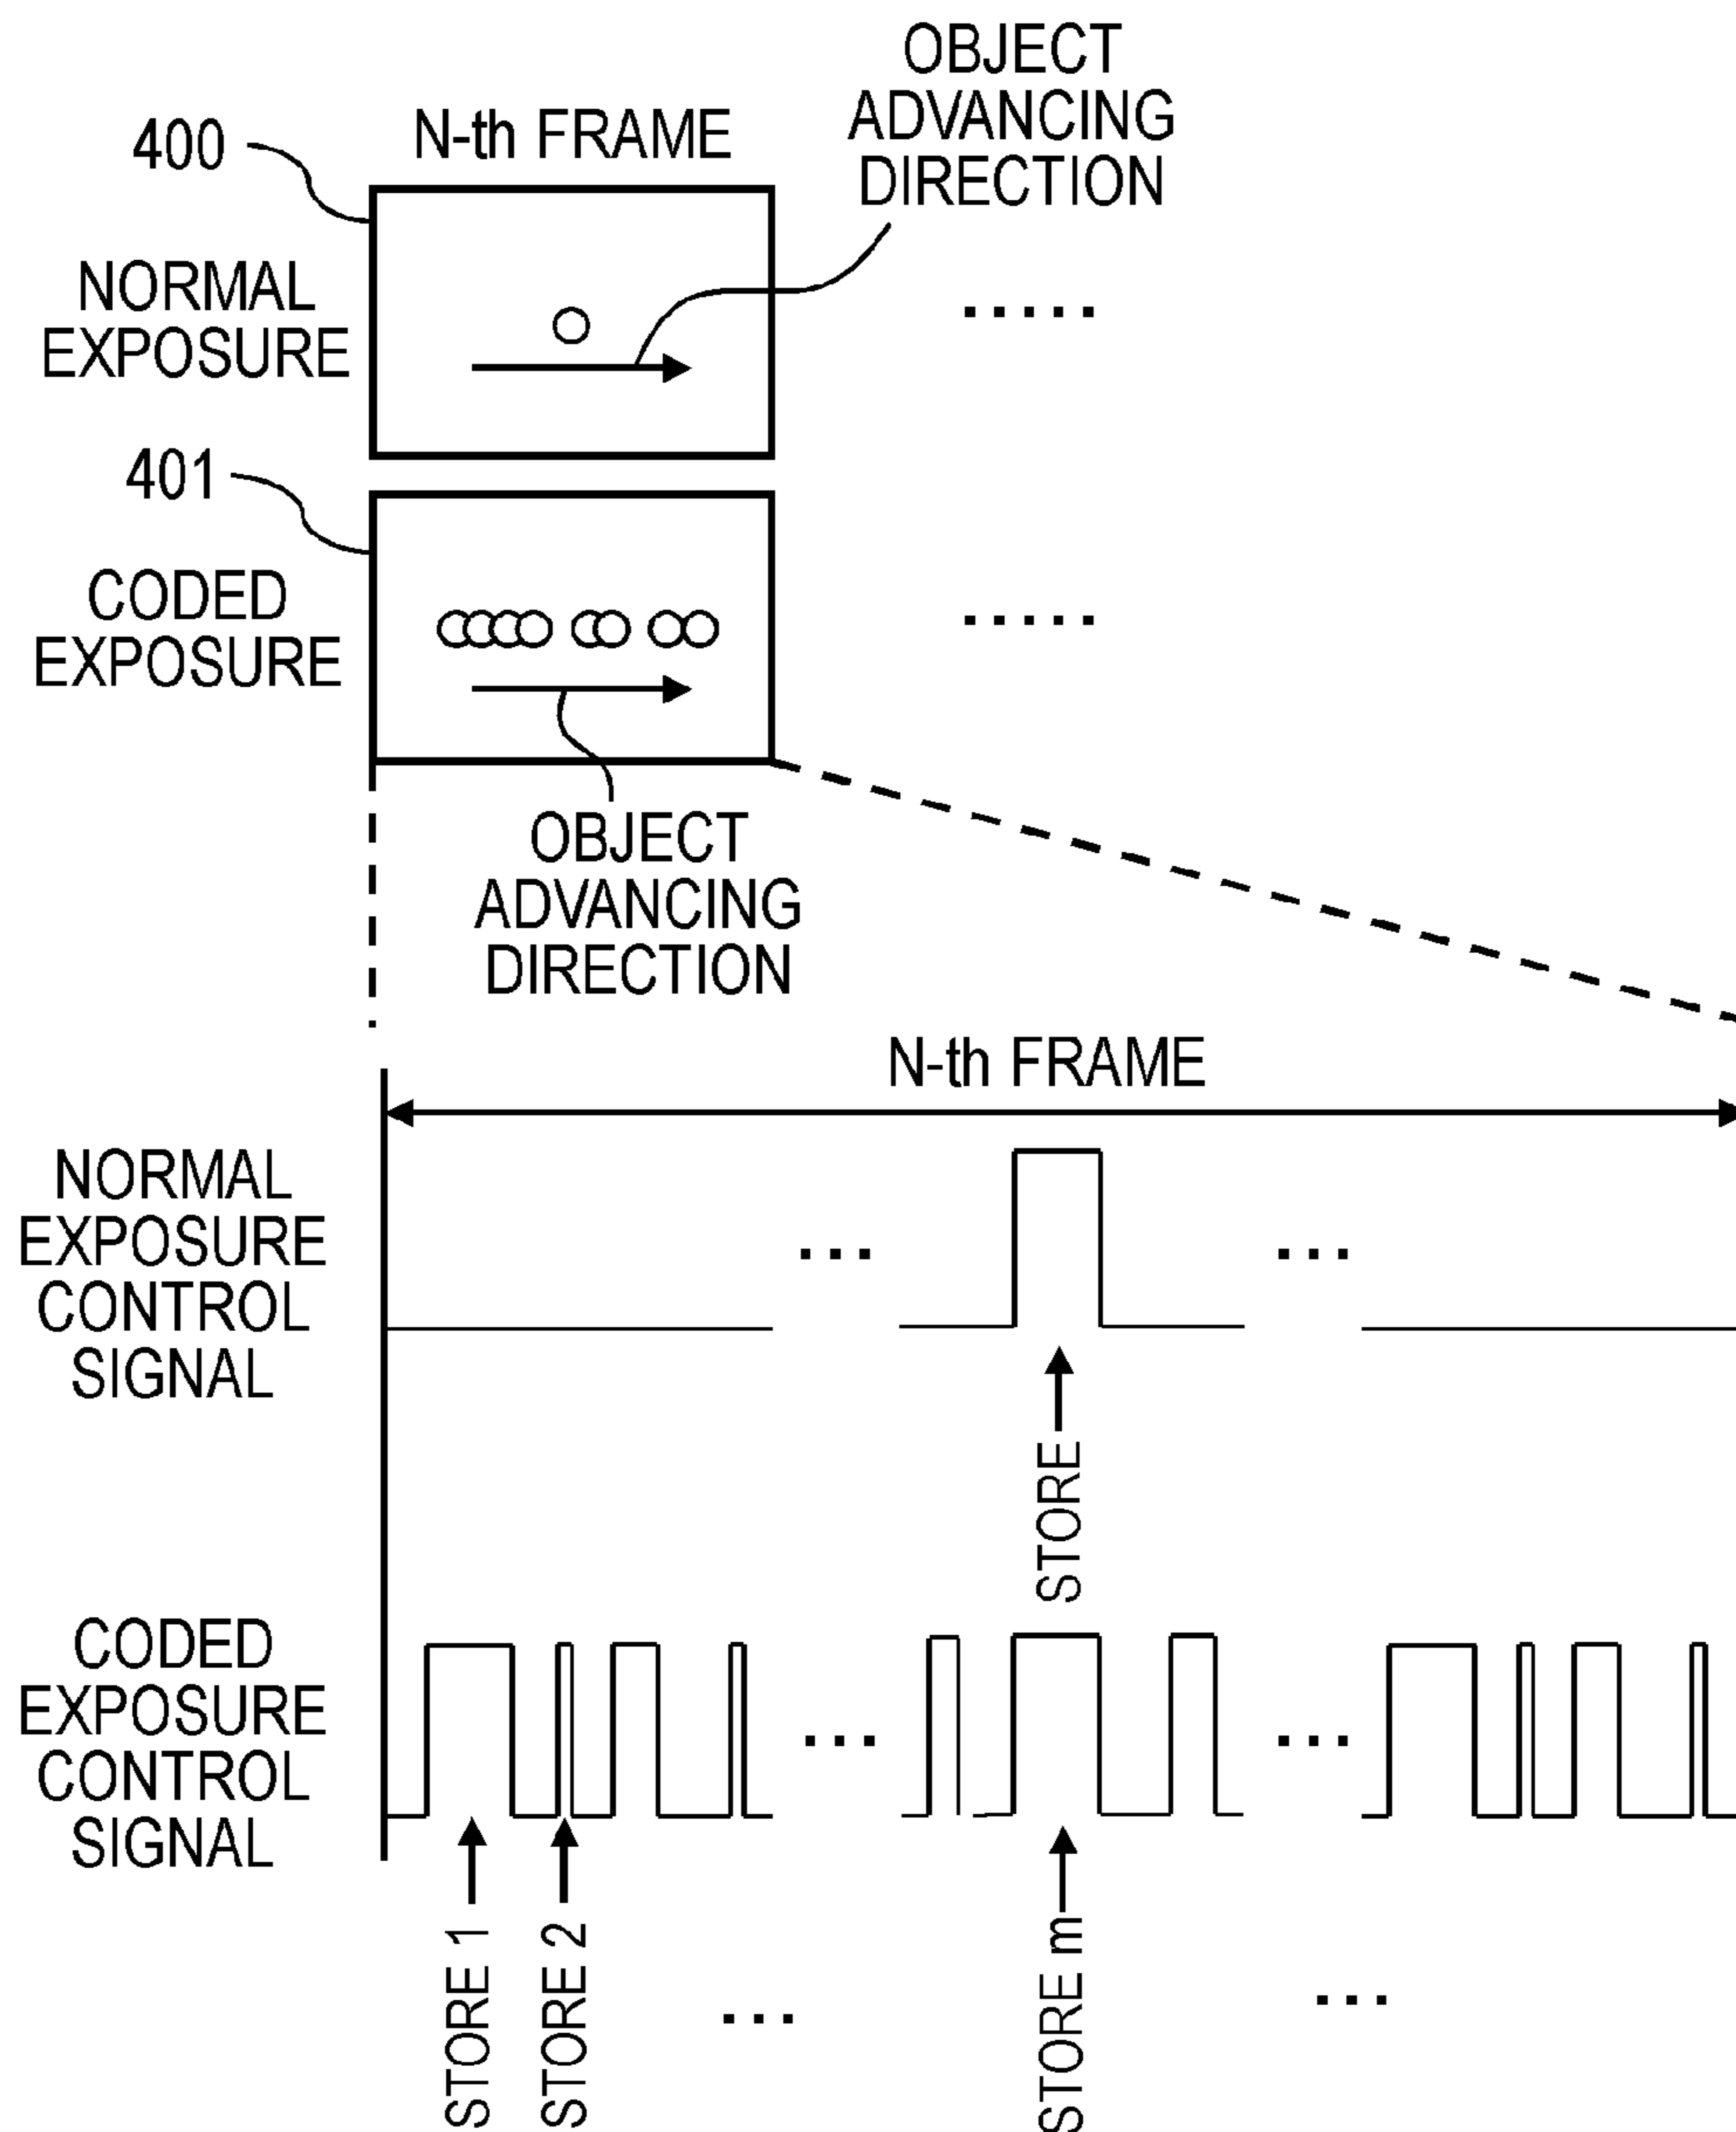 OBJECT
ADVANCING
DIRECTION
400
N-th FRAME
NORMAL
EXPOSURE
.....
401
CODED
EXPOSURE
.....
OBJECT
ADVANCING
DIRECTION
N-th FRAME
NORMAL
EXPOSURE
CONTROL
SIGNAL
...
...
STORE
CODED
EXPOSURE
CONTROL
SIGNAL
...
...
STORE 1
STORE 2
...
STORE m
...